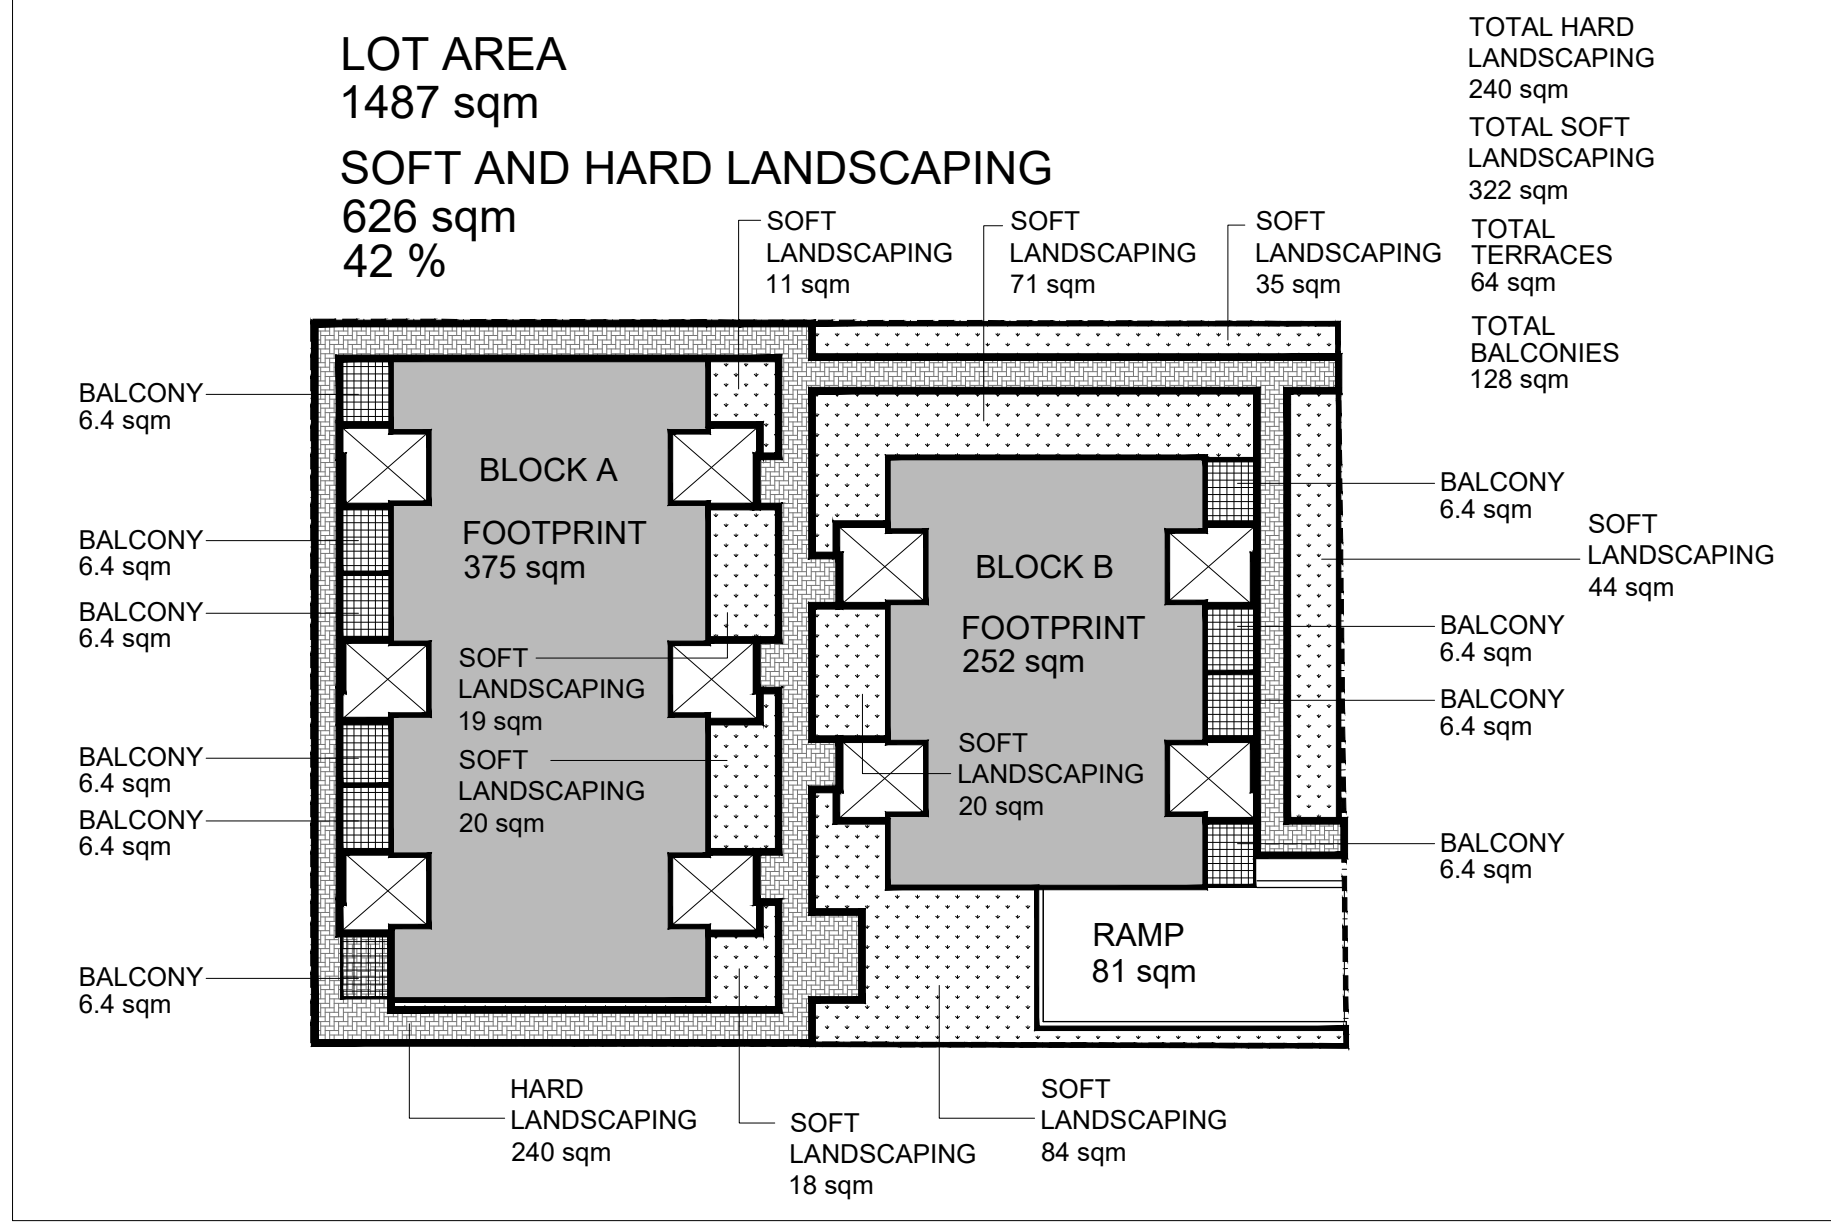 LOT AREA
1487 sqm
SOFT AND HARD LANDSCAPING
626 sqm
42 %
TOTAL HARD
LANDSCAPING
240 sqm
TOTAL SOFT
LANDSCAPING
322 sqm
TOTAL
TERRACES
64 sqm
TOTAL
BALCONIES
128 sqm
SOFT
LANDSCAPING
11 sqm
SOFT
LANDSCAPING
71 sqm
SOFT
LANDSCAPING
35 sqm
BALCONY
6.4 sqm
BALCONY
6.4 sqm
BALCONY
6.4 sqm
BALCONY
6.4 sqm
BALCONY
6.4 sqm
BALCONY
6.4 sqm
BLOCK A
FOOTPRINT
375 sqm
SOFT
LANDSCAPING
19 sqm
SOFT
LANDSCAPING
20 sqm
BLOCK B
FOOTPRINT
252 sqm
SOFT
LANDSCAPING
20 sqm
BALCONY
6.4 sqm
SOFT
LANDSCAPING
44 sqm
BALCONY
6.4 sqm
BALCONY
6.4 sqm
BALCONY
6.4 sqm
RAMP
81 sqm
HARD
LANDSCAPING
240 sqm
SOFT
LANDSCAPING
18 sqm
SOFT
LANDSCAPING
84 sqm